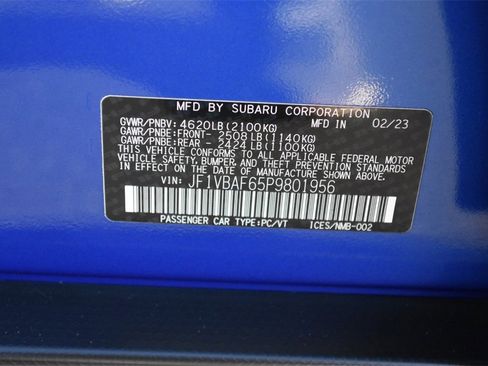 MFD BY SUBARU CORPORATION
GVWR/PNBV: 4620LB(2100KG) MFD IN 02/23
GAWR/PNBE:FRONT- 2508LB(1140KG)
GAWR/PNBE:REAR - 2424LB(1100KG)
THIS VEHICLE CONFORMS TO ALL APPLICABLE FEDERAL MOTOR
VEHICLE SAFETY, BUMPER, AND THEFT PREVENTION STANDARDS
IN EFFECT ON THE DATE OF MANUFACTURE SHOWN ABOVE.
VIN: JF1VBAF65P9801956
PASSENGER CAR TYPE:PC/VT ICES/NMB-002